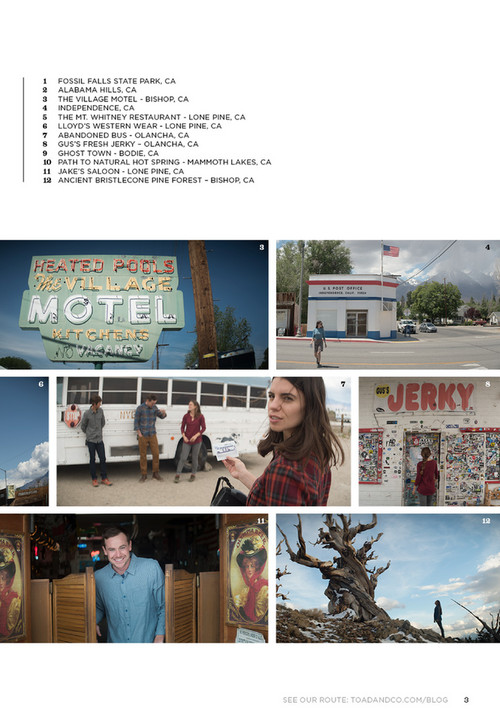 1 FOSSIL FALLS STATE PARK, CA
2 ALABAMA HILLS, CA
3 THE VILLAGE MOTEL - BISHOP, CA
4 INDEPENDENCE, CA
5 THE MT. WHITNEY RESTAURANT - LONE PINE, CA
6 LLOYD'S WESTERN WEAR - LONE PINE, CA
7 ABANDONED BUS - OLANCHA, CA
8 GUS'S FRESH JERKY – OLANCHA, CA
9 GHOST TOWN - BODIE, CA
10 PATH TO NATURAL HOT SPRING - MAMMOTH LAKES, CA
11 JAKE'S SALOON - LONE PINE, CA
12 ANCIENT BRISTLECONE PINE FOREST – BISHOP, CA
3
HEATED POOLS
The VILLAGE
MOTEL
KITCHENS
NO VACANCY
4
U S POST OFFICE
INDEPENDENCE, CALIF.
6
7
8
GUS'S
JERKY
11
12
SEE OUR ROUTE: TOADANDCO.COM/BLOG 3